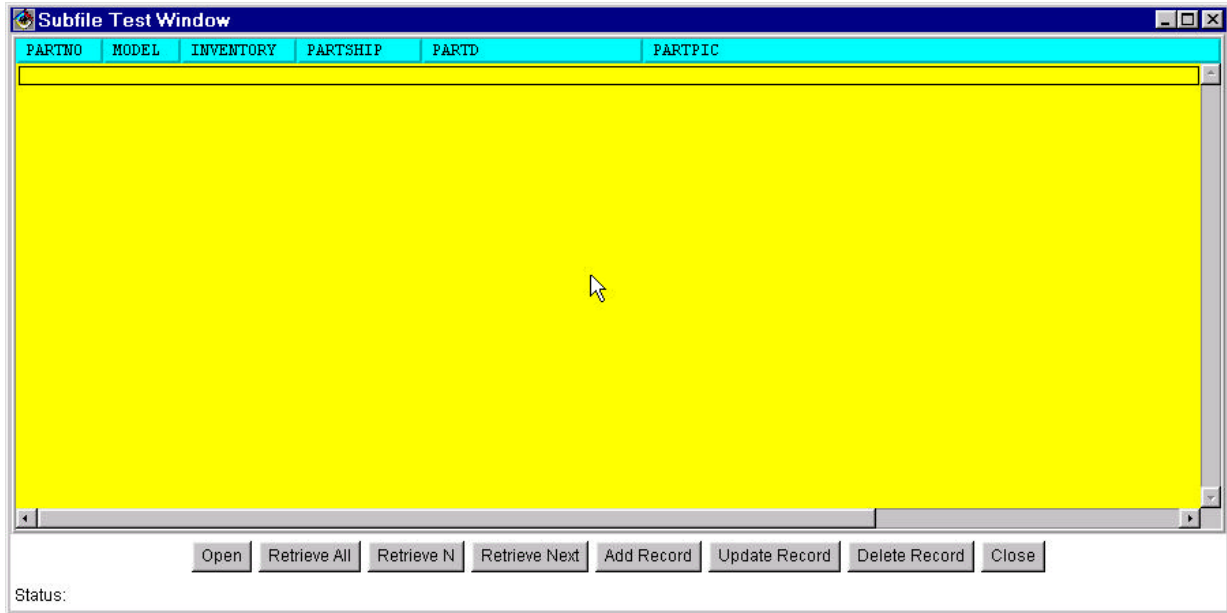 Subfile Test Window
PARTNO MODEL INVENTORY PARTSHIP PARTD PARTPIC
Open Retrieve All Retrieve N Retrieve Next Add Record Update Record Delete Record Close
Status: